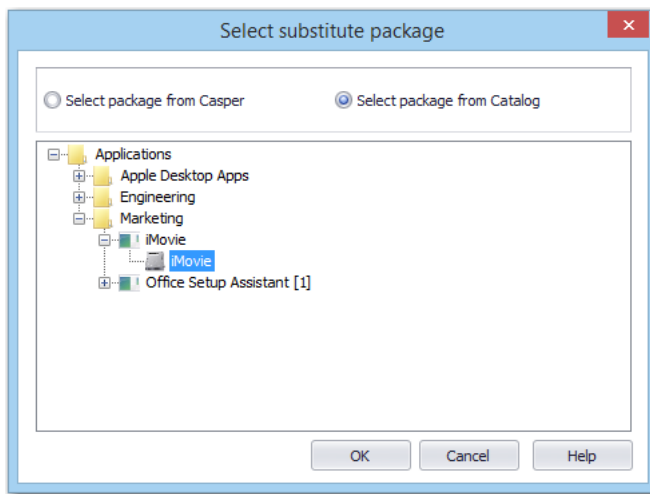 Select substitute package
Select package from Casper Select package from Catalog
Applications
Apple Desktop Apps
Engineering
Marketing
iMovie
iMovie
Office Setup Assistant [1]
OK Cancel Help